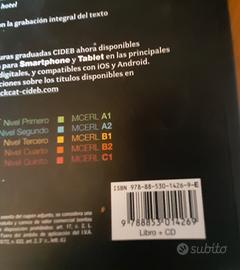 hotel
n la grabación integral del texto
uras graduadas CIDEB ahora disponibles
para Smartphone y Tablet en las principales
digitales, y compatibles con iOS y Android.
ciones sobre los títulos disponibles en
ckcat-cideb.com
Nivel Primero / MCERL A1
Nivel Segundo / MCERL A2
Nivel Tercero / MCERL B1
Nivel Cuarto / MCERL B2
Nivel Quinto / MCERL C1
ISBN 978-88-530-1426-9-E
9 788853 014269
Libro + CD
subito